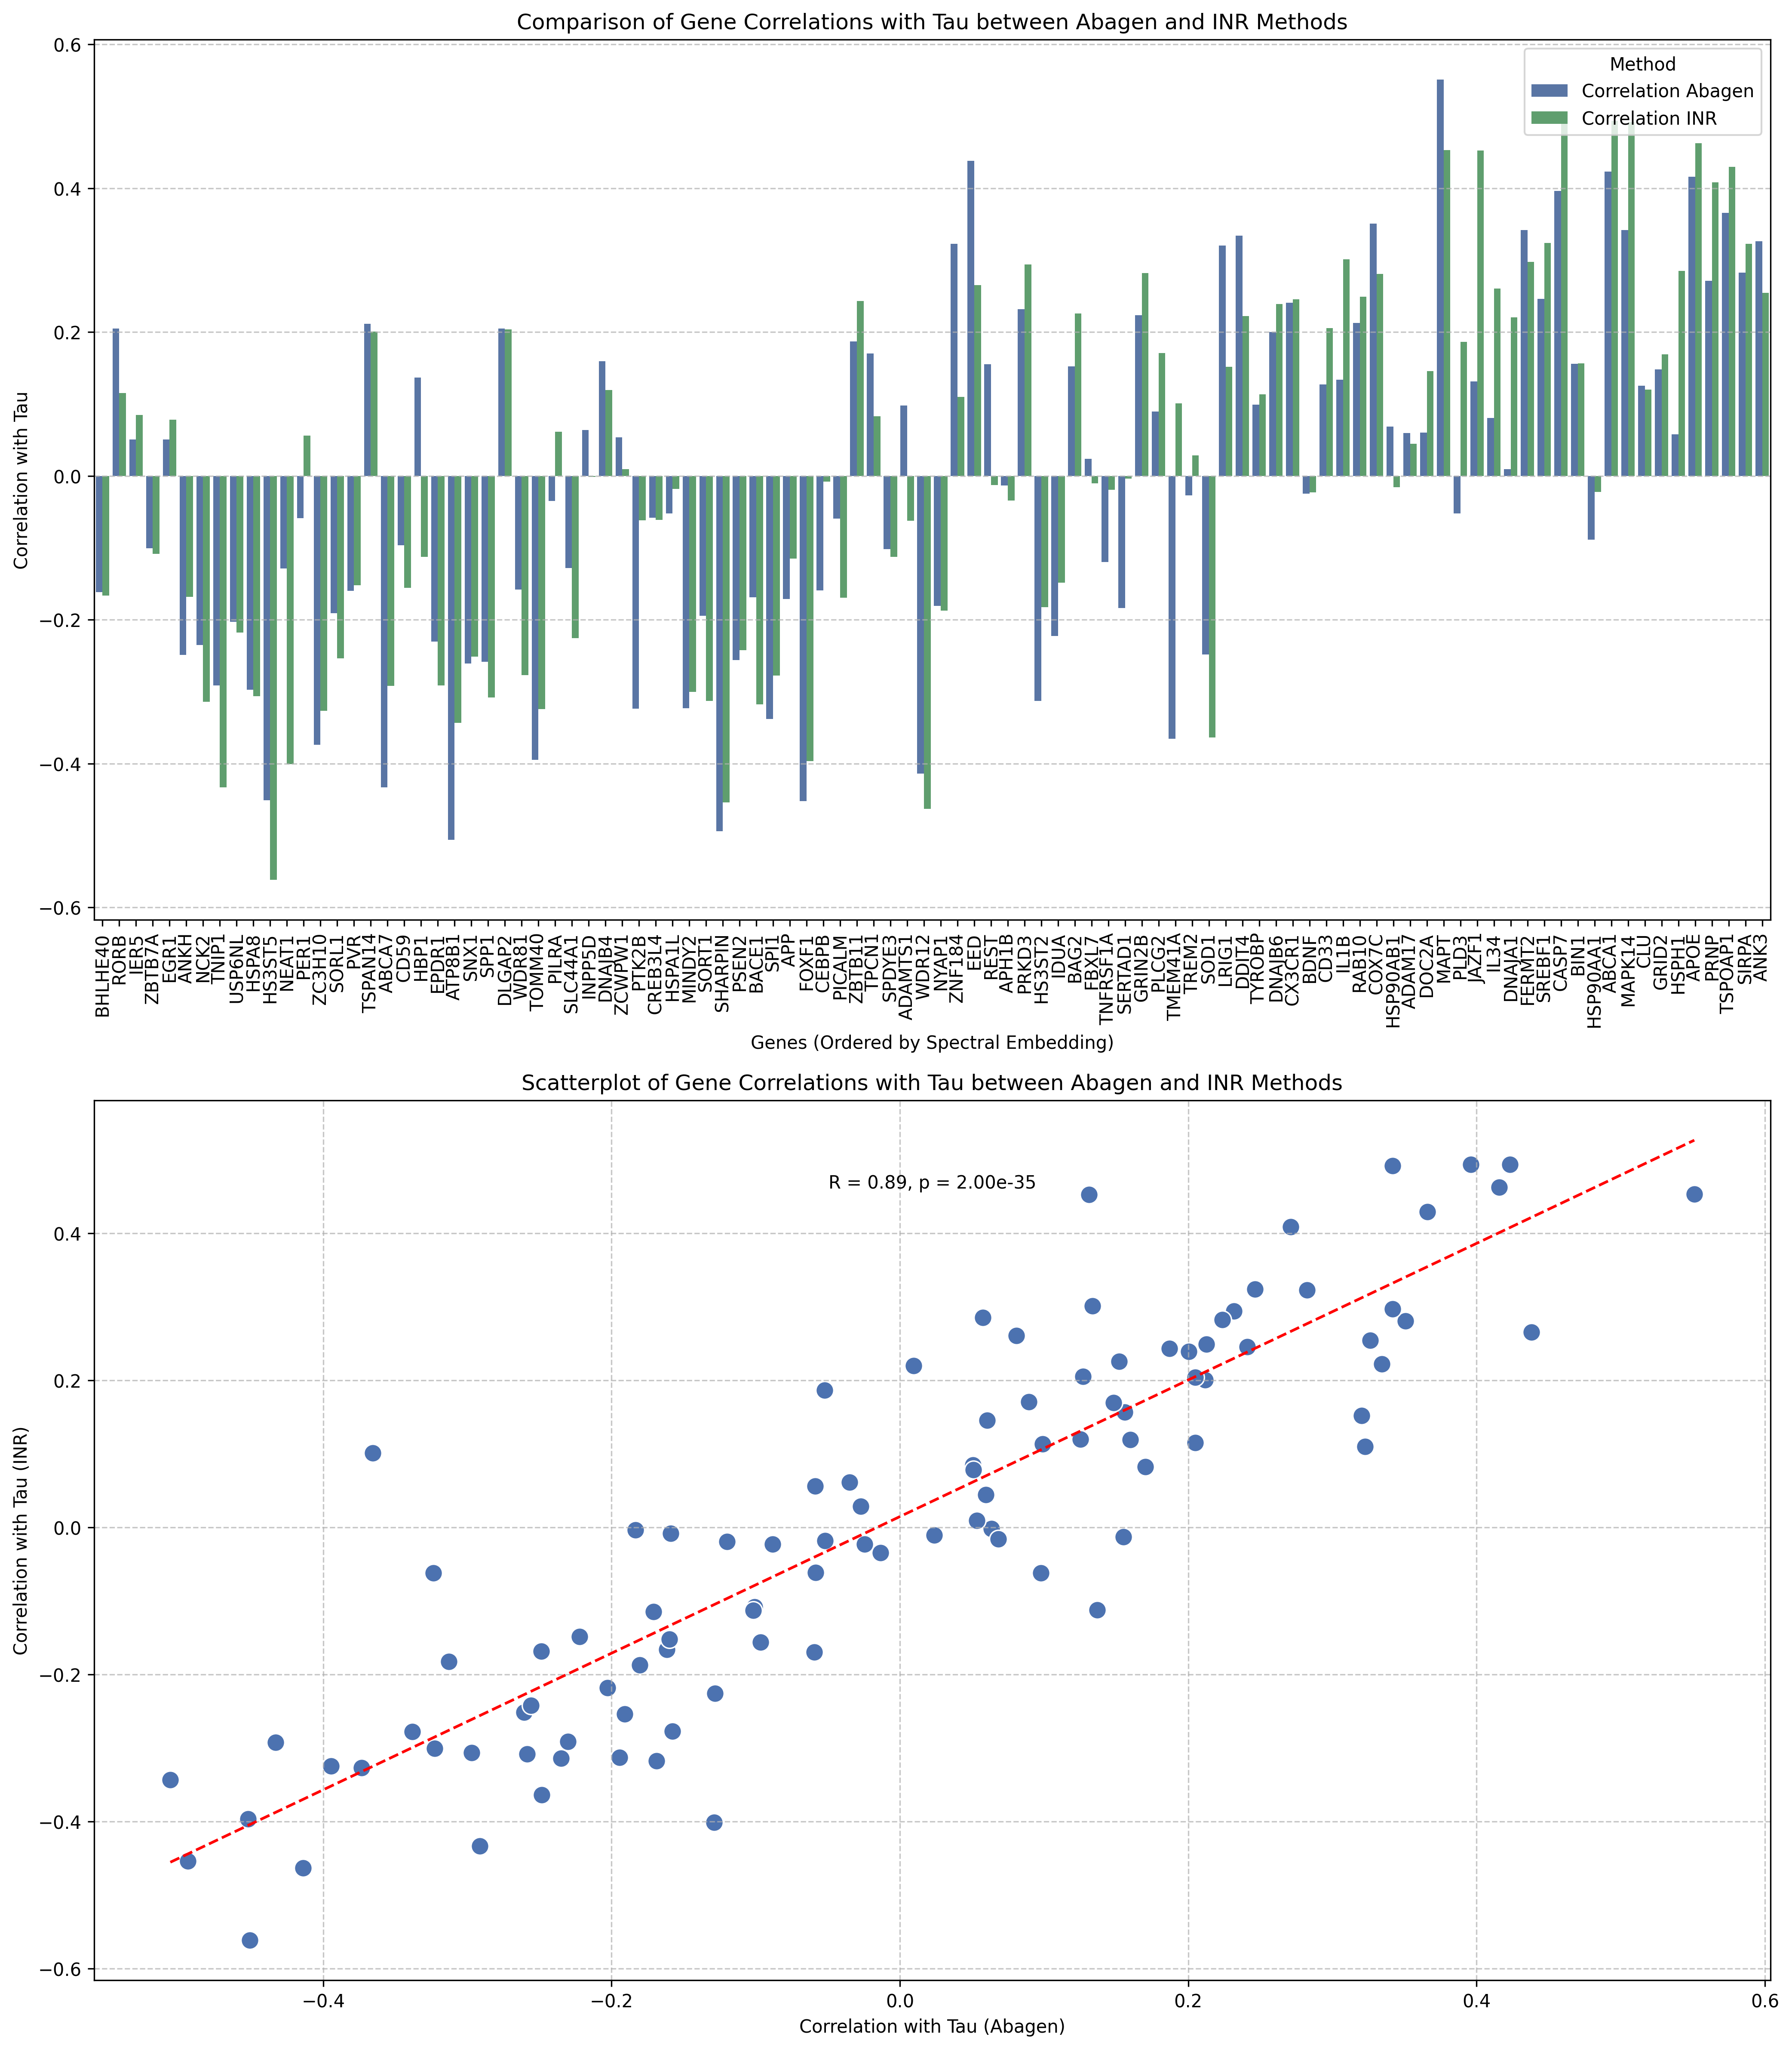 Comparison of Gene Correlations with Tau between Abagen and INR Methods
Method
Correlation Abagen
Correlation INR
Correlation with Tau
0.6
0.4
0.2
0.0
−0.2
−0.4
−0.6
BHLHE40
RORB
IER5
ZBTB7A
EGR1
ANKH
NCK2
TNIP1
USP6NL
HSPA8
HS3ST5
NEAT1
PER1
ZC3H10
SORL1
PVR
TSPAN14
ABCA7
CD59
HBP1
EPDR1
ATP8B1
SNX1
SPP1
DLGAP2
WDR81
TOMM40
PILRA
SLC44A1
INPP5D
DNAJB4
ZCWPW1
PTK2B
CREB3L4
HSPA1L
MINDY2
SORT1
SHARPIN
PSEN2
BACE1
SPI1
APP
FOXF1
CEBPB
PICALM
ZBTB11
TPCN1
SPDYE3
ADAMTS1
WDR12
NYAP1
ZNF184
EED
REST
APH1B
PRKD3
HS3ST2
IDUA
BAG2
FBXL7
TNFRSF1A
SERTAD1
GRIN2B
PLCG2
TMEM41A
TREM2
SOD1
LRIG1
DDIT4
TYROBP
DNAJB6
CX3CR1
BDNF
CD33
IL1B
RAB10
COX7C
HSP90AB1
ADAM17
DOC2A
MAPT
PLD3
JAZF1
IL34
DNAJA1
FERMT2
SREBF1
CASP7
BIN1
HSP90AA1
ABCA1
MAPK14
CLU
GRID2
HSPH1
APOE
PRNP
TSPOAP1
SIRPA
ANK3
Genes (Ordered by Spectral Embedding)
Scatterplot of Gene Correlations with Tau between Abagen and INR Methods
R = 0.89, p = 2.00e-35
Correlation with Tau (INR)
0.4
0.2
0.0
−0.2
−0.4
−0.6
−0.4
−0.2
0.0
0.2
0.4
0.6
Correlation with Tau (Abagen)